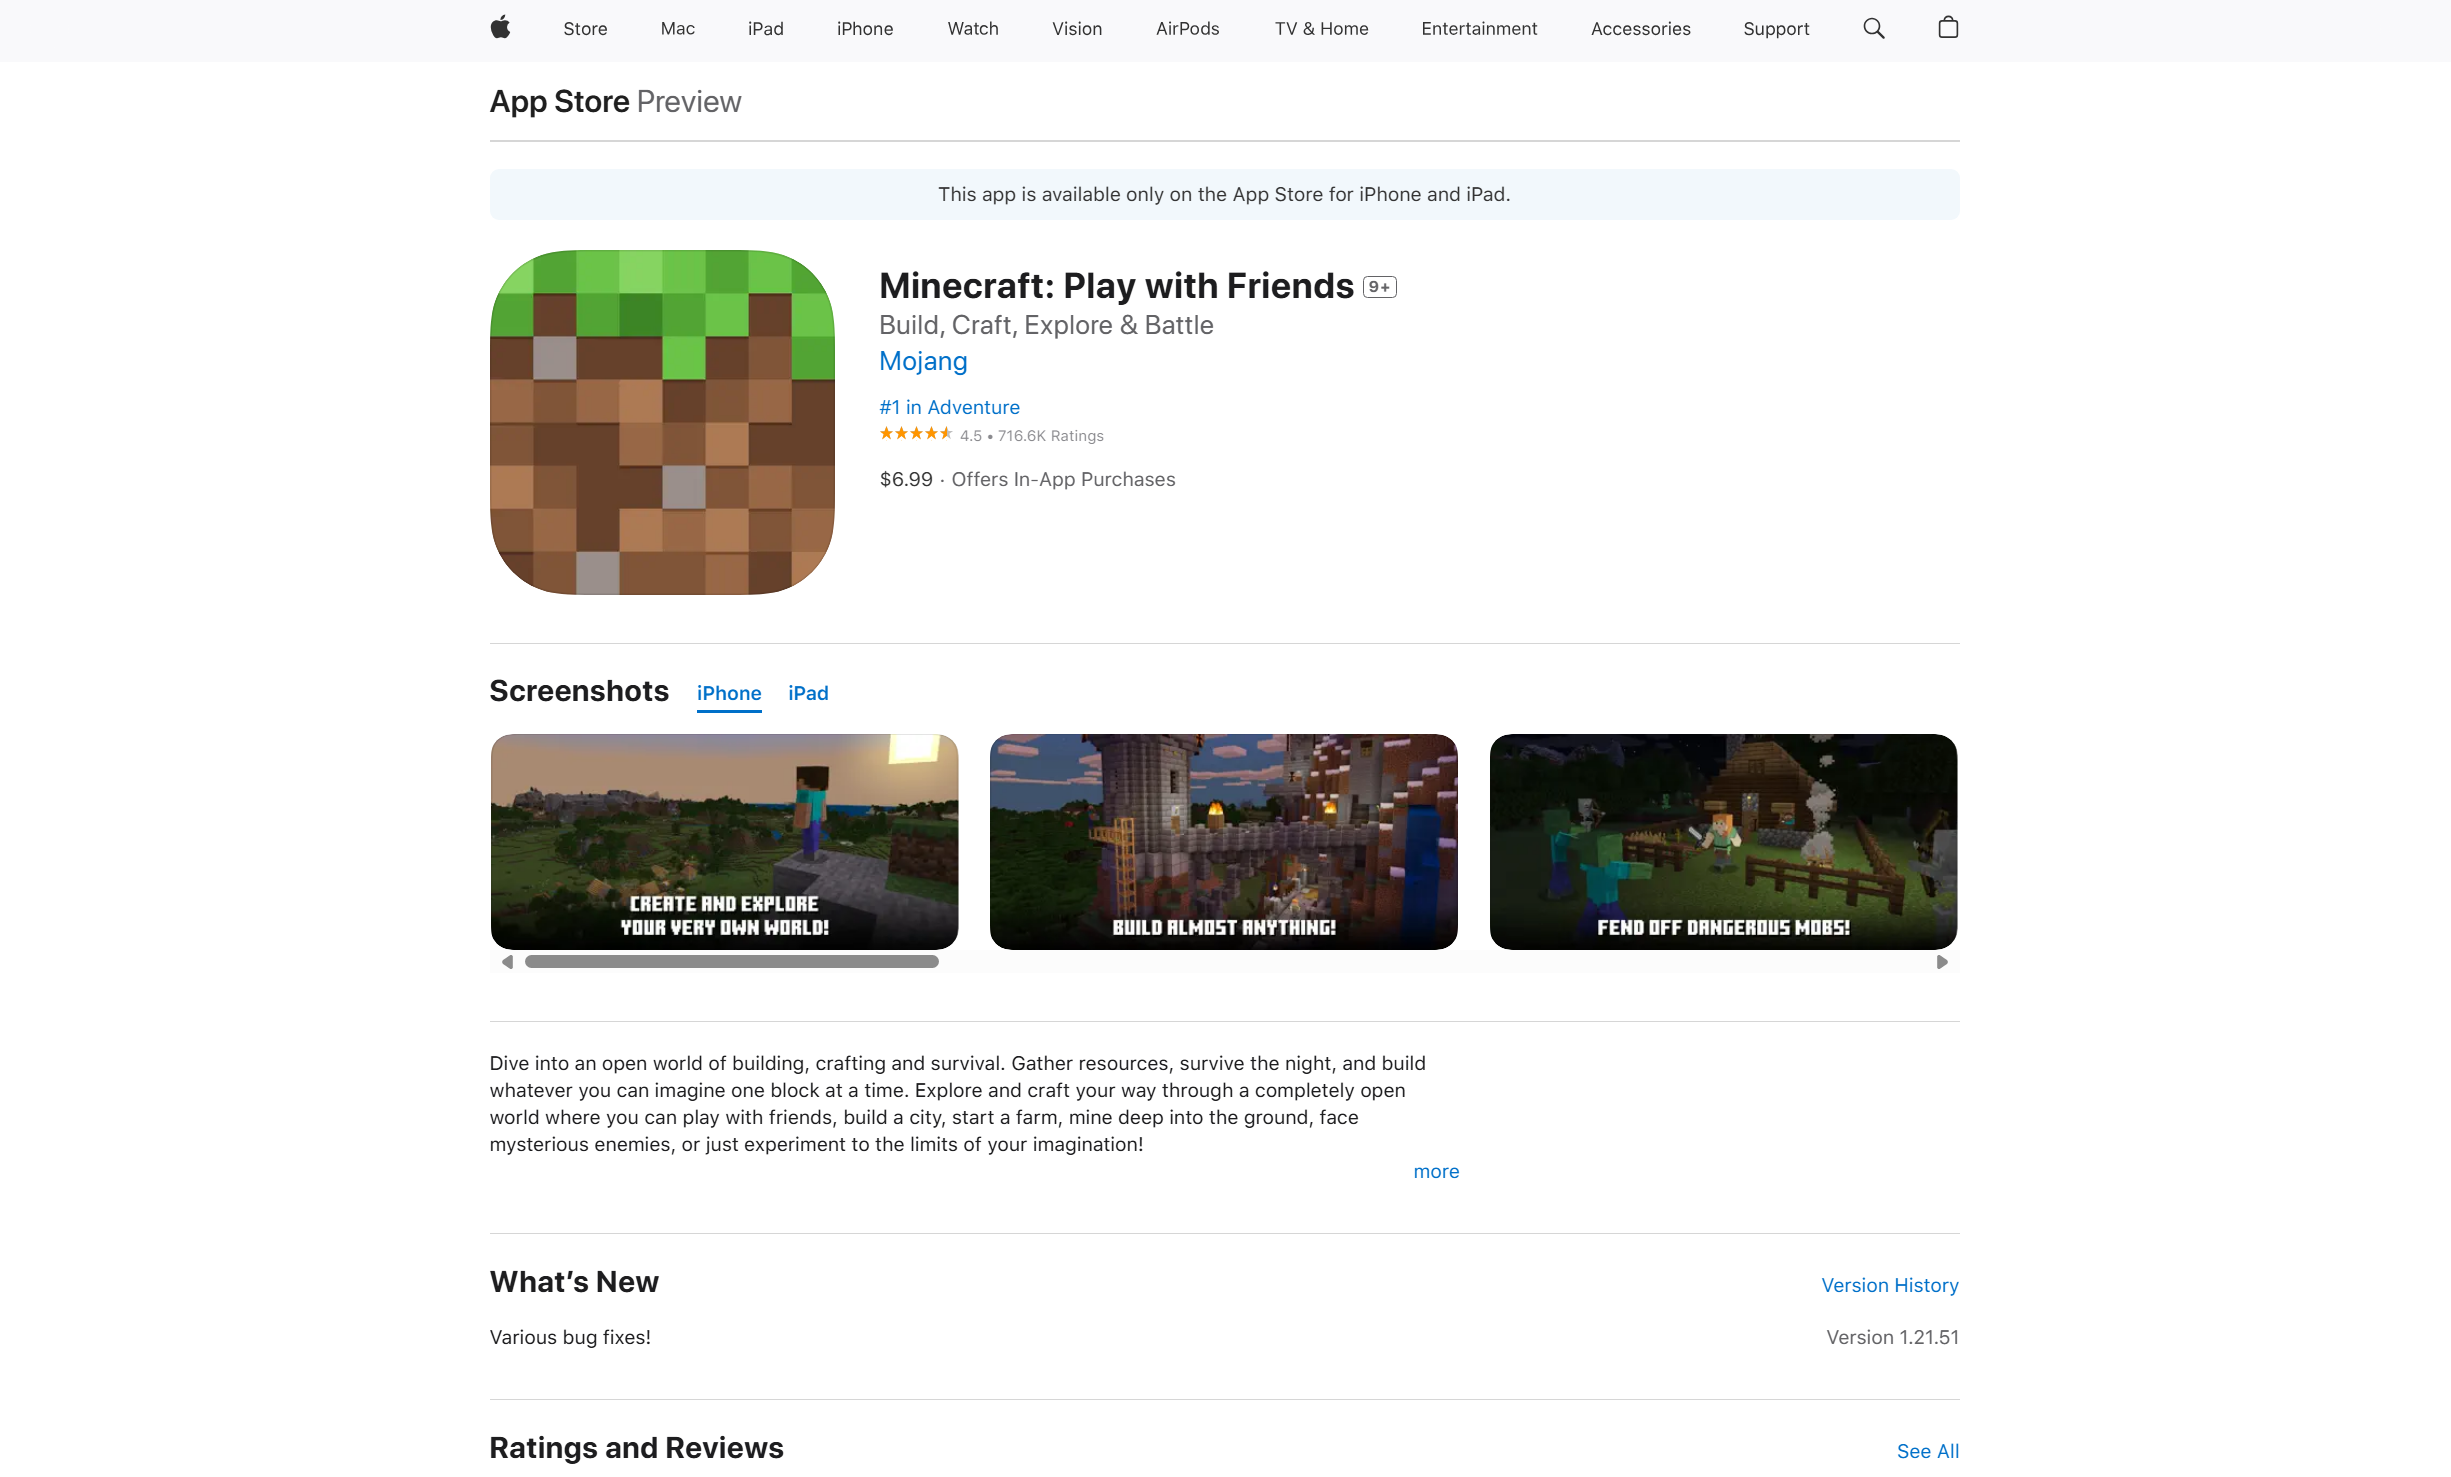 Store Mac iPad iPhone Watch Vision AirPods TV & Home Entertainment Accessories Support
App Store Preview
This app is available only on the App Store for iPhone and iPad.
Minecraft: Play with Friends 9+
Build, Craft, Explore & Battle
Mojang
#1 in Adventure
4.5 • 716.6K Ratings
$6.99 · Offers In-App Purchases
Screenshots iPhone iPad
CREATE AND EXPLORE
YOUR VERY OWN WORLD!
BUILD ALMOST ANYTHING!
FEND OFF DANGEROUS MOBS!
Dive into an open world of building, crafting and survival. Gather resources, survive the night, and build
whatever you can imagine one block at a time. Explore and craft your way through a completely open
world where you can play with friends, build a city, start a farm, mine deep into the ground, face
mysterious enemies, or just experiment to the limits of your imagination!
more
What’s New
Version History
Various bug fixes!
Version 1.21.51
Ratings and Reviews
See All